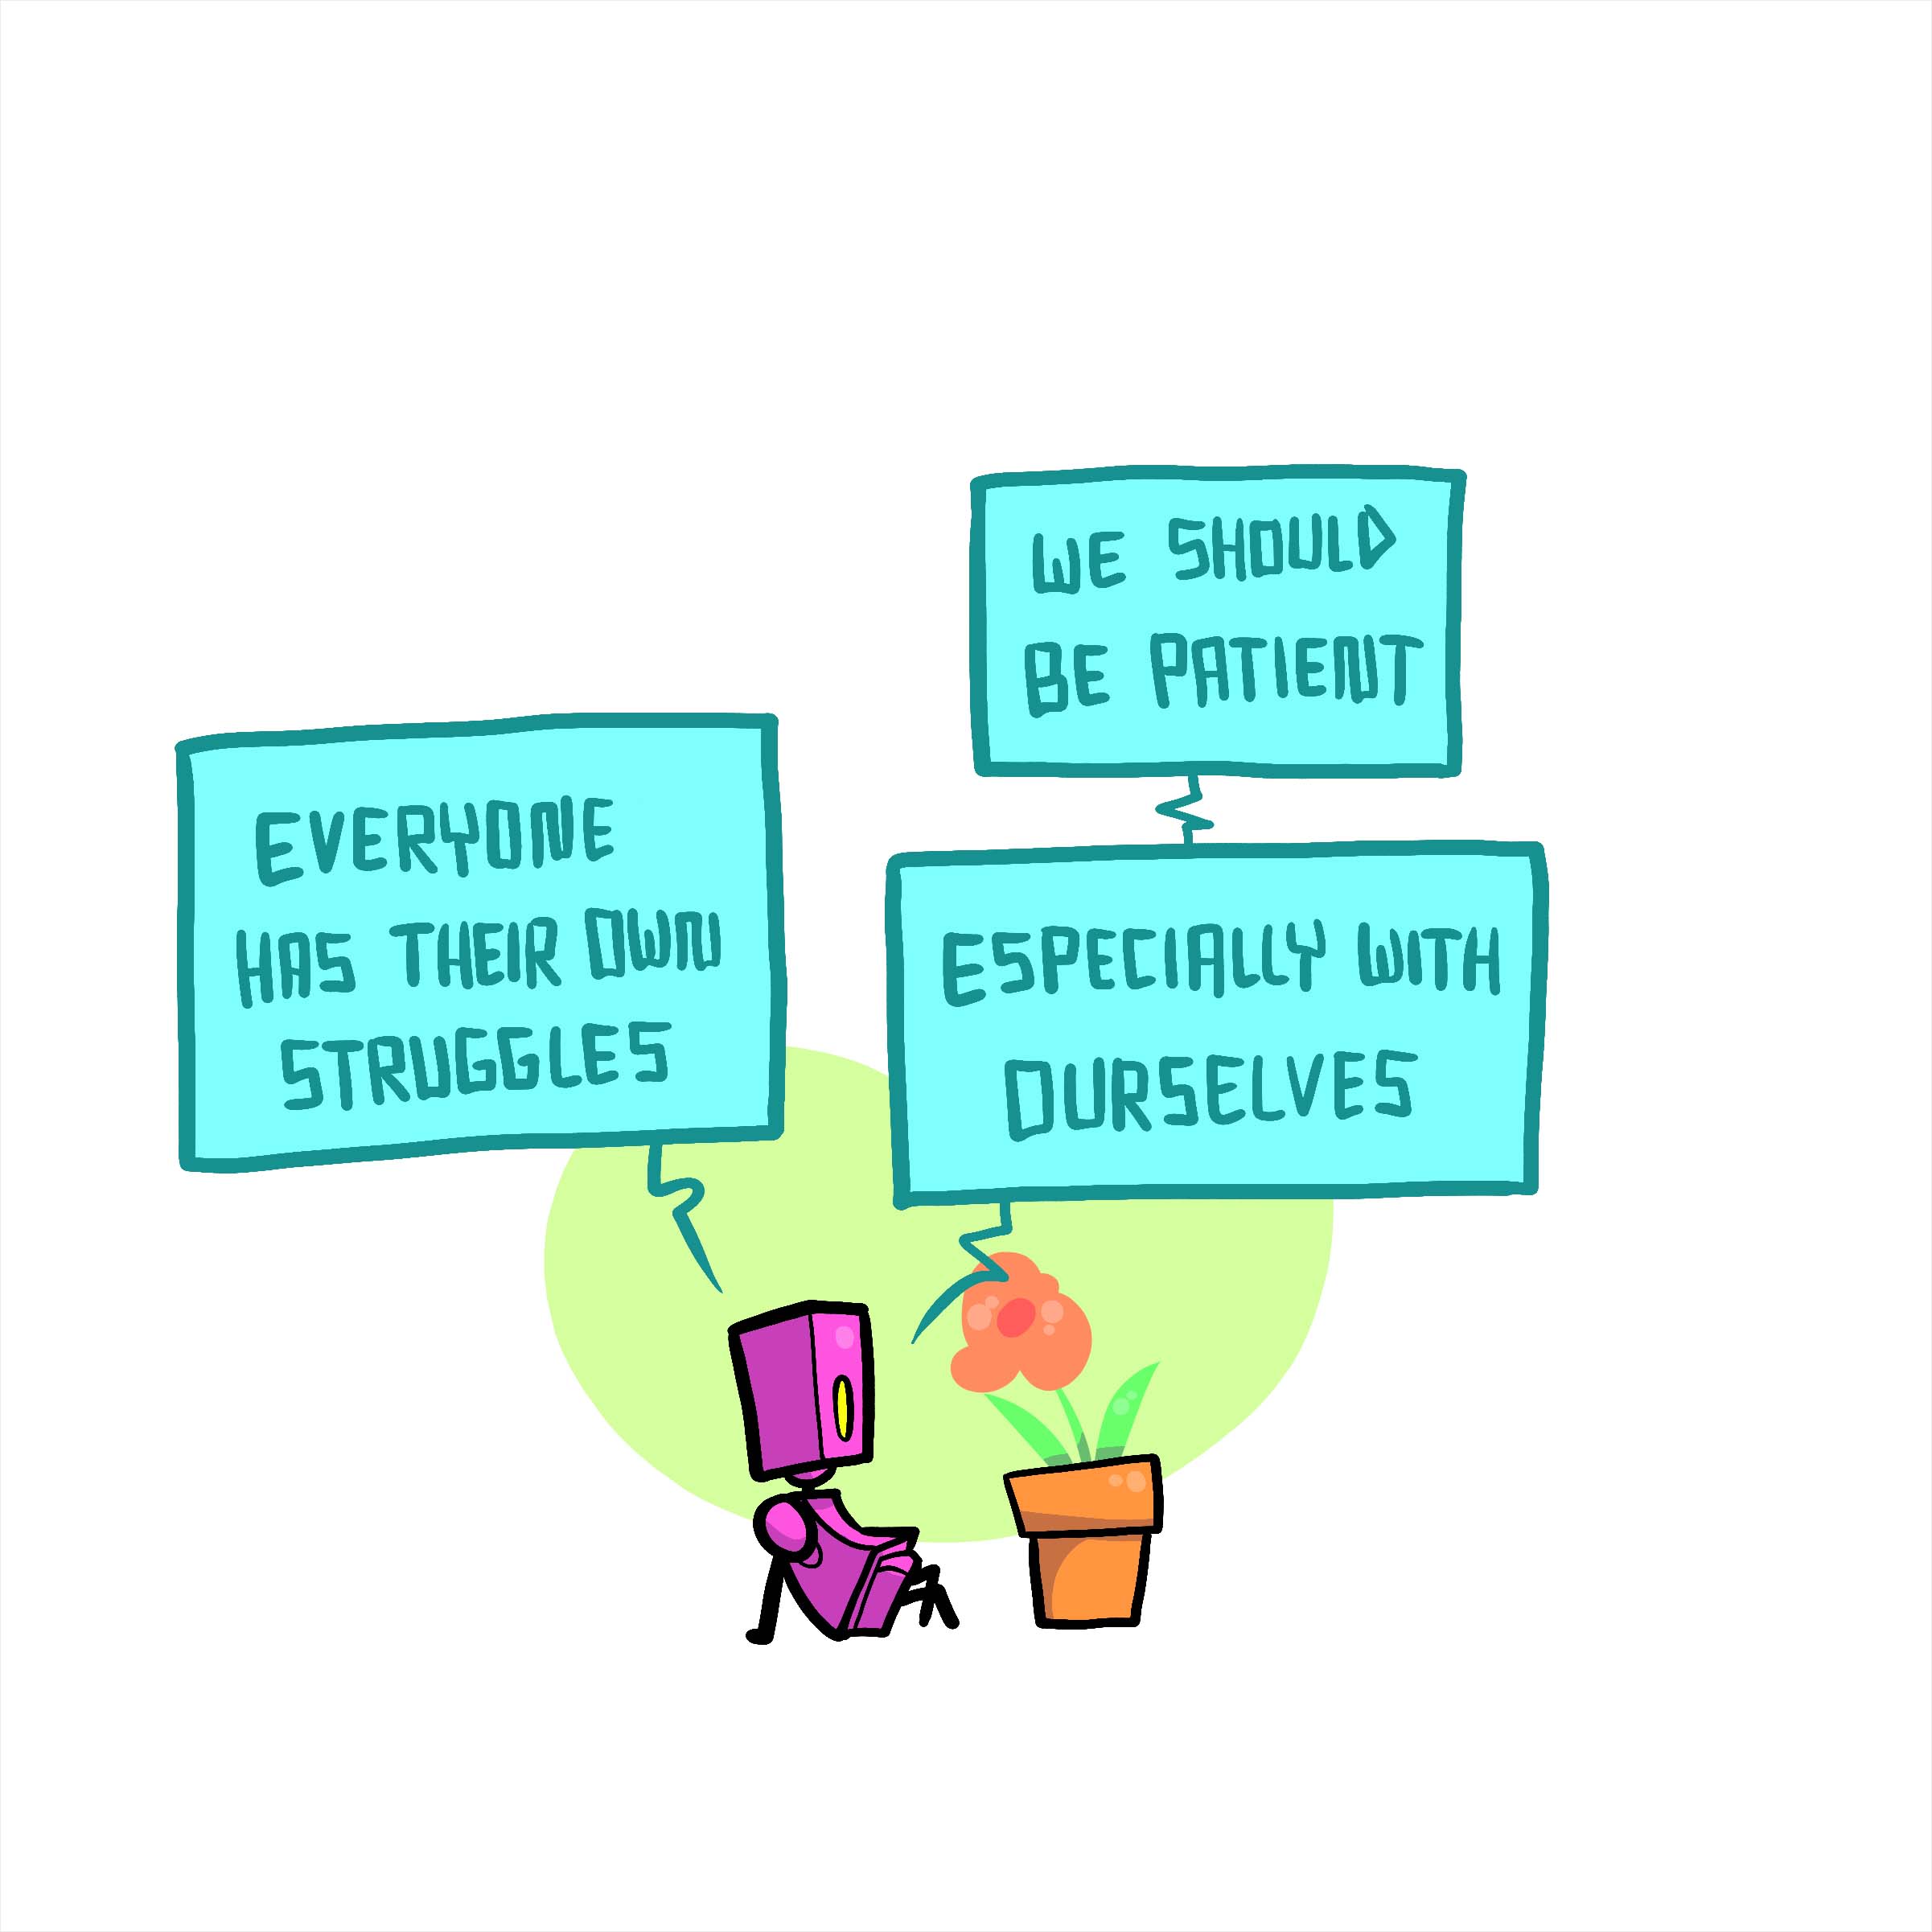 EVERYONE
HAS THEIR OWN
STRUGGLES
WE SHOULD
BE PATIENT
ESPECIALLY WITH
OURSELVES